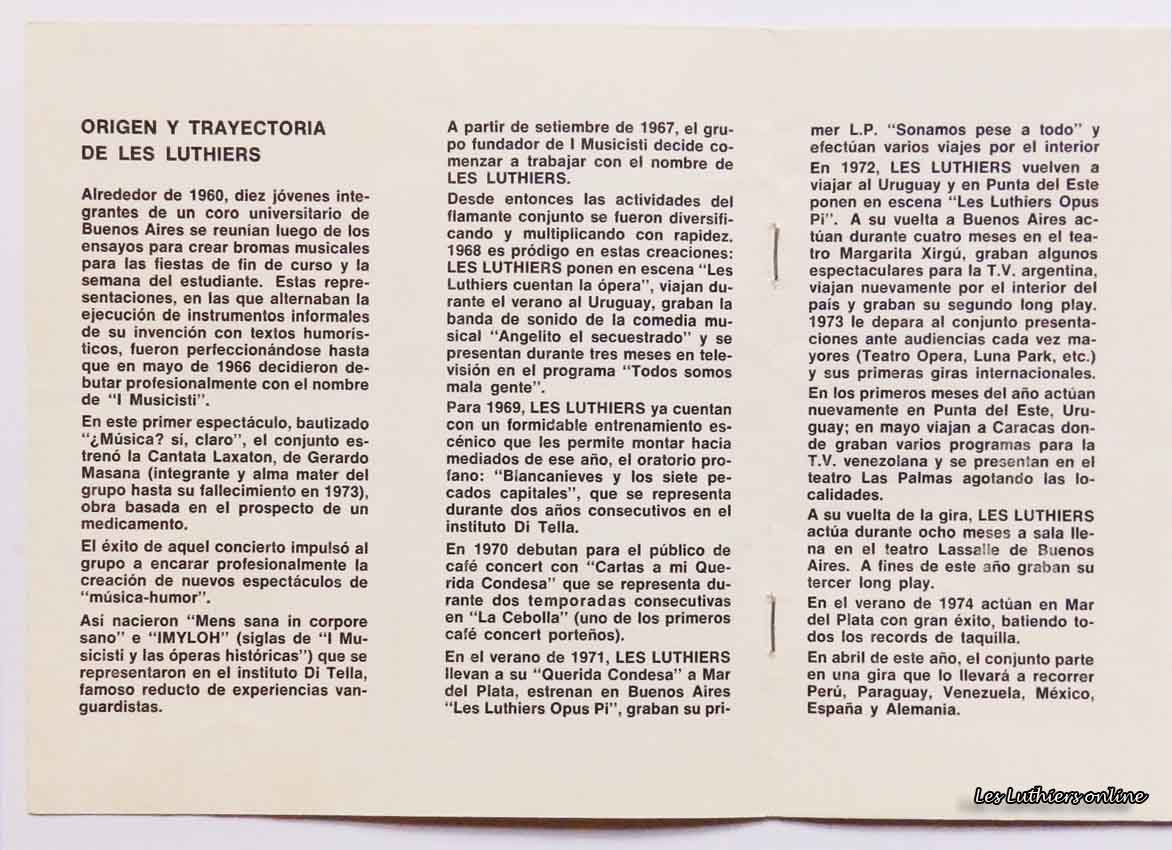 ORIGEN Y TRAYECTORIA
DE LES LUTHIERS
Alrededor de 1960, diez jóvenes inte-
grantes de un coro universitario de
Buenos Aires se reunían luego de los
ensayos para crear bromas musicales
para las fiestas de fin de curso y la
semana del estudiante. Estas repre-
sentaciones, en las que alternaban la
ejecución de instrumentos informales
de su invención con textos humorís-
ticos, fueron perfeccionándose hasta
que en mayo de 1966 decidieron de-
butar profesionalmente con el nombre
de "I Musicisti".
En este primer espectáculo, bautizado
"¿Música? sí, claro", el conjunto es-
trenó la Cantata Laxaton, de Gerardo
Masana (integrante y alma mater del
grupo hasta su fallecimiento en 1973),
obra basada en el prospecto de un
medicamento.
El éxito de aquel concierto impulsó al
grupo a encarar profesionalmente la
creación de nuevos espectáculos de
"música-humor".
Así nacieron "Mens sana in corpore
sano" e "IMYLOH" (siglas de "I Mu-
sicisti y las óperas históricas") que se
representaron en el instituto Di Tella,
famoso reducto de experiencias van-
guardistas.
A partir de setiembre de 1967, el gru-
po fundador de I Musicisti decide co-
menzar a trabajar con el nombre de
LES LUTHIERS.
Desde entonces las actividades del
flamante conjunto se fueron diversifi-
cando y multiplicando con rapidez.
1968 es pródigo en estas creaciones:
LES LUTHIERS ponen en escena "Les
Luthiers cuentan la ópera", viajan du-
rante el verano al Uruguay, graban la
banda de sonido de la comedia mu-
sical "Angelito el secuestrado" y se
presentan durante tres meses en tele-
visión en el programa "Todos somos
mala gente".
Para 1969, LES LUTHIERS ya cuentan
con un formidable entrenamiento es-
cénico que les permite montar hacia
mediados de ese año, el oratorio pro-
fano: "Blancanieves y los siete pe-
cados capitales", que se representa
durante dos años consecutivos en el
instituto Di Tella.
En 1970 debutan para el público de
café concert con "Cartas a mi Que-
rida Condesa" que se representa du-
rante dos temporadas consecutivas
en "La Cebolla" (uno de los primeros
café concert porteños).
En el verano de 1971, LES LUTHIERS
llevan a su "Querida Condesa" a Mar
del Plata, estrenan en Buenos Aires
"Les Luthiers Opus Pi", graban su pri-
mer L.P. "Sonamos pese a todo" y
efectúan varios viajes por el interior
En 1972, LES LUTHIERS vuelven a
viajar al Uruguay y en Punta del Este
ponen en escena "Les Luthiers Opus
Pi". A su vuelta a Buenos Aires ac-
túan durante cuatro meses en el tea-
tro Margarita Xirgú, graban algunos
espectaculares para la T.V. argentina,
viajan nuevamente por el interior del
país y graban su segundo long play.
1973 le depara al conjunto presenta-
ciones ante audiencias cada vez ma-
yores (Teatro Opera, Luna Park, etc.)
y sus primeras giras internacionales.
En los primeros meses del año actúan
nuevamente en Punta del Este, Uru-
guay; en mayo viajan a Caracas don-
de graban varios programas para la
T.V. venezolana y se presentan en el
teatro Las Palmas agotando las lo-
calidades.
A su vuelta de la gira, LES LUTHIERS
actúa durante ocho meses a sala lle-
na en el teatro Lassalle de Buenos
Aires. A fines de este año graban su
tercer long play.
En el verano de 1974 actúan en Mar
del Plata con gran éxito, batiendo to-
dos los records de taquilla.
En abril de este año, el conjunto parte
en una gira que lo llevará a recorrer
Perú, Paraguay, Venezuela, México,
España y Alemania.
Les Luthiers online